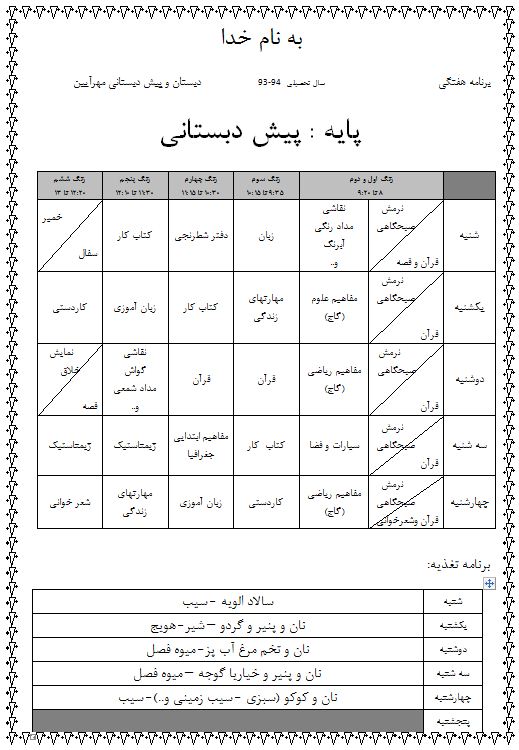 به نام خدا
برنامه هفتگی
سال تحصیلی 94-93
دبستان و پیش دبستانی مهرآیین
پایه : پیش دبستانی
زنگ اول و دوم
۸ تا ۹:۲۰
زنگ سوم
۹:۳۵ تا ۱۰:۱۵
زنگ چهارم
۱۰:۳۰ تا ۱۱:۱۵
زنگ پنجم
۱۱:۳۰ تا ۱۲:۱۰
زنگ ششم
۱۲:۲۰ تا ۱۳
شنبه
نرمش
صبحگاهی
قرآن و قصه
نقاشی
مداد رنگی
آبرنگ
و..
زبان
دفتر شطرنجی
کتاب کار
خمیر
سفال
یکشنبه
نرمش
صبحگاهی
قرآن
مفاهیم علوم
(گاج)
مهارتهای
زندگی
کتاب کار
زبان آموزی
کاردستی
دوشنبه
نرمش
صبحگاهی
قرآن
مفاهیم ریاضی
(گاج)
قرآن
قرآن
نقاشی
گواش
مداد شمعی
و..
نمایش
خلاق
قصه
سه شنبه
نرمش
صبحگاهی
قرآن
سیارات و فضا
کتاب کار
مفاهیم ابتدایی
جغرافیا
ژیمناستیک
ژیمناستیک
چهارشنبه
نرمش
صبحگاهی
قرآن وشعرخوانی
مفاهیم ریاضی
(گاج)
کاردستی
زبان آموزی
مهارتهای
زندگی
شعر خوانی
برنامه تغذیه:
شنبه
سالاد الویه -سیب
یکشنبه
نان و پنیر و گردو –شیر-هویج
دوشنبه
نان و تخم مرغ آب پز-میوه فصل
سه شنبه
نان و پنیر و خیاریا گوجه –میوه فصل
چهارشنبه
نان و کوکو (سبزی -سیب زمینی و..)-سیب
پنجشنبه